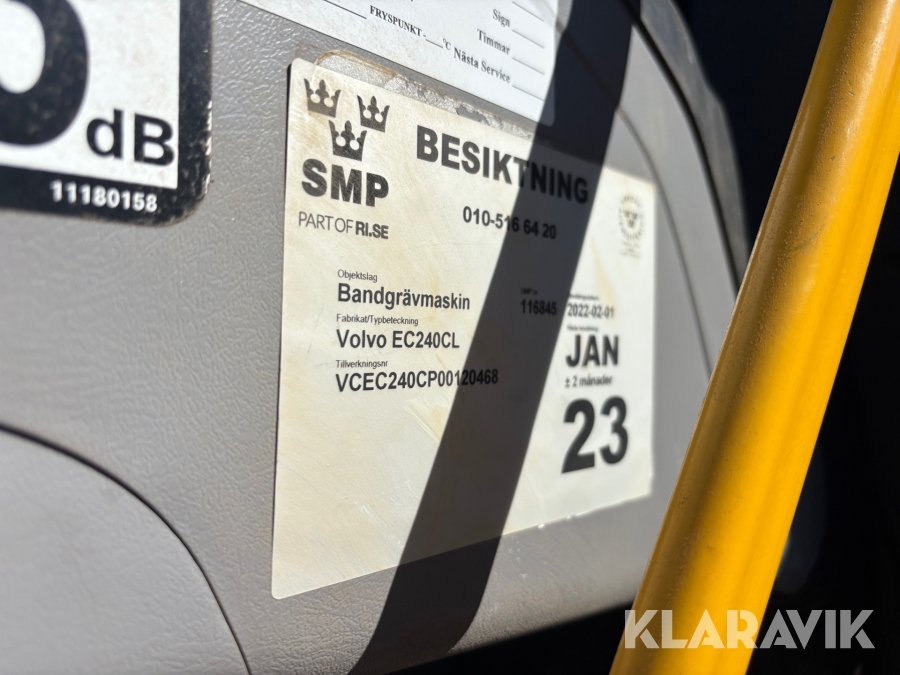 Sign
FRYSPUNKT - °C
Timmar
Nästa Service
dB
11180158
SMP
PART OF RI.SE
BESIKTNING
010-516 64 20
Objektslag
Bandgrävmaskin
116845
2022-02-01
Fabrikat/Typbeteckning
Volvo EC240CL
JAN
± 2 månader
Tillverkningsnr
VCEC240CP00120468
23
KLARAVIK